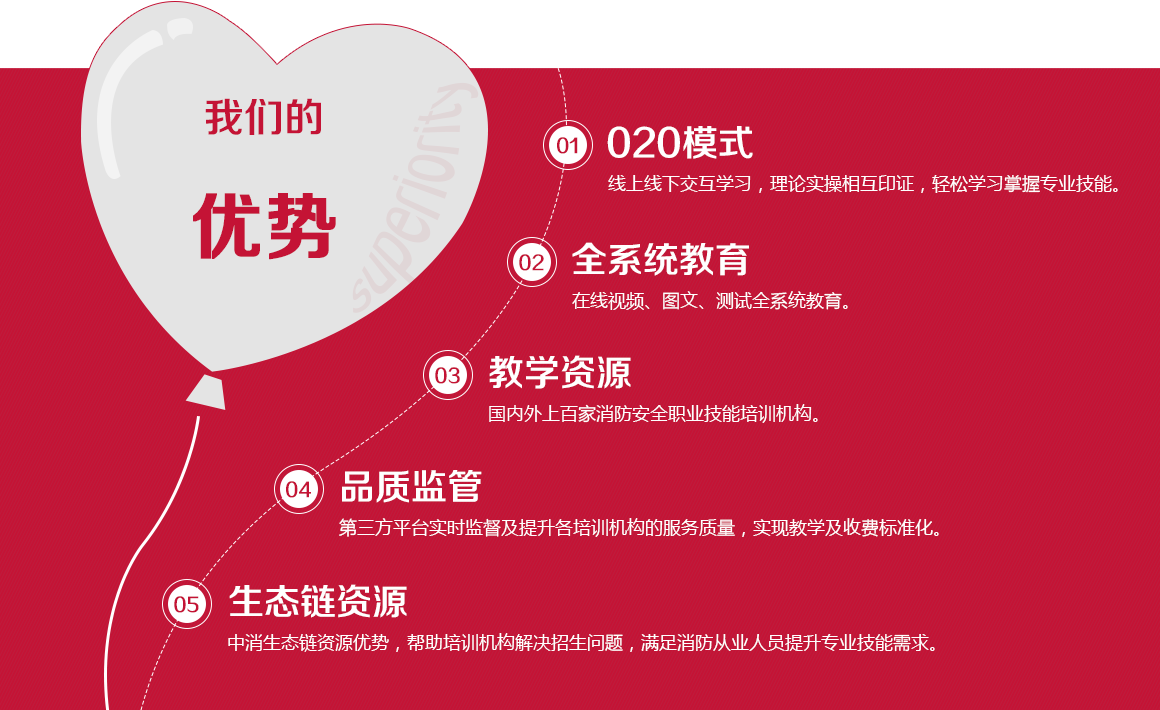 我们的
优势
superiority
01
020模式
线上线下交互学习，理论实操相互印证，轻松学习掌握专业技能。
02
全系统教育
在线视频、图文、测试全系统教育。
03
教学资源
国内外上百家消防安全职业技能培训机构。
04
品质监管
第三方平台实时监督及提升各培训机构的服务质量，实现教学及收费标准化。
05
生态链资源
中消生态链资源优势，帮助培训机构解决招生问题，满足消防从业人员提升专业技能需求。